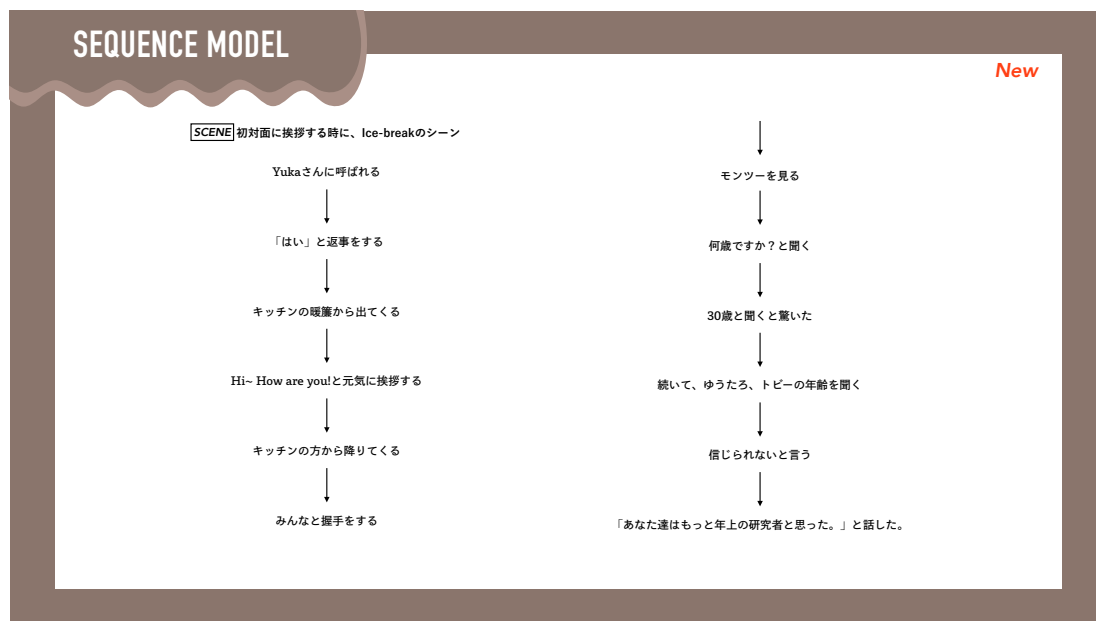 SEQUENCE MODEL
New
SCENE 初対面に挨拶する時に、Ice-breakのシーン
Yukaさんに呼ばれる
「はい」と返事をする
キッチンの暖簾から出てくる
Hi~ How are you!と元気に挨拶する
キッチンの方から降りてくる
みんなと握手をする
モンツーを見る
何歳ですか？と聞く
30歳と聞くと驚いた
続いて、ゆうたろ、トビーの年齢を聞く
信じられないと言う
「あなた達はもっと年上の研究者と思った。」と話した。